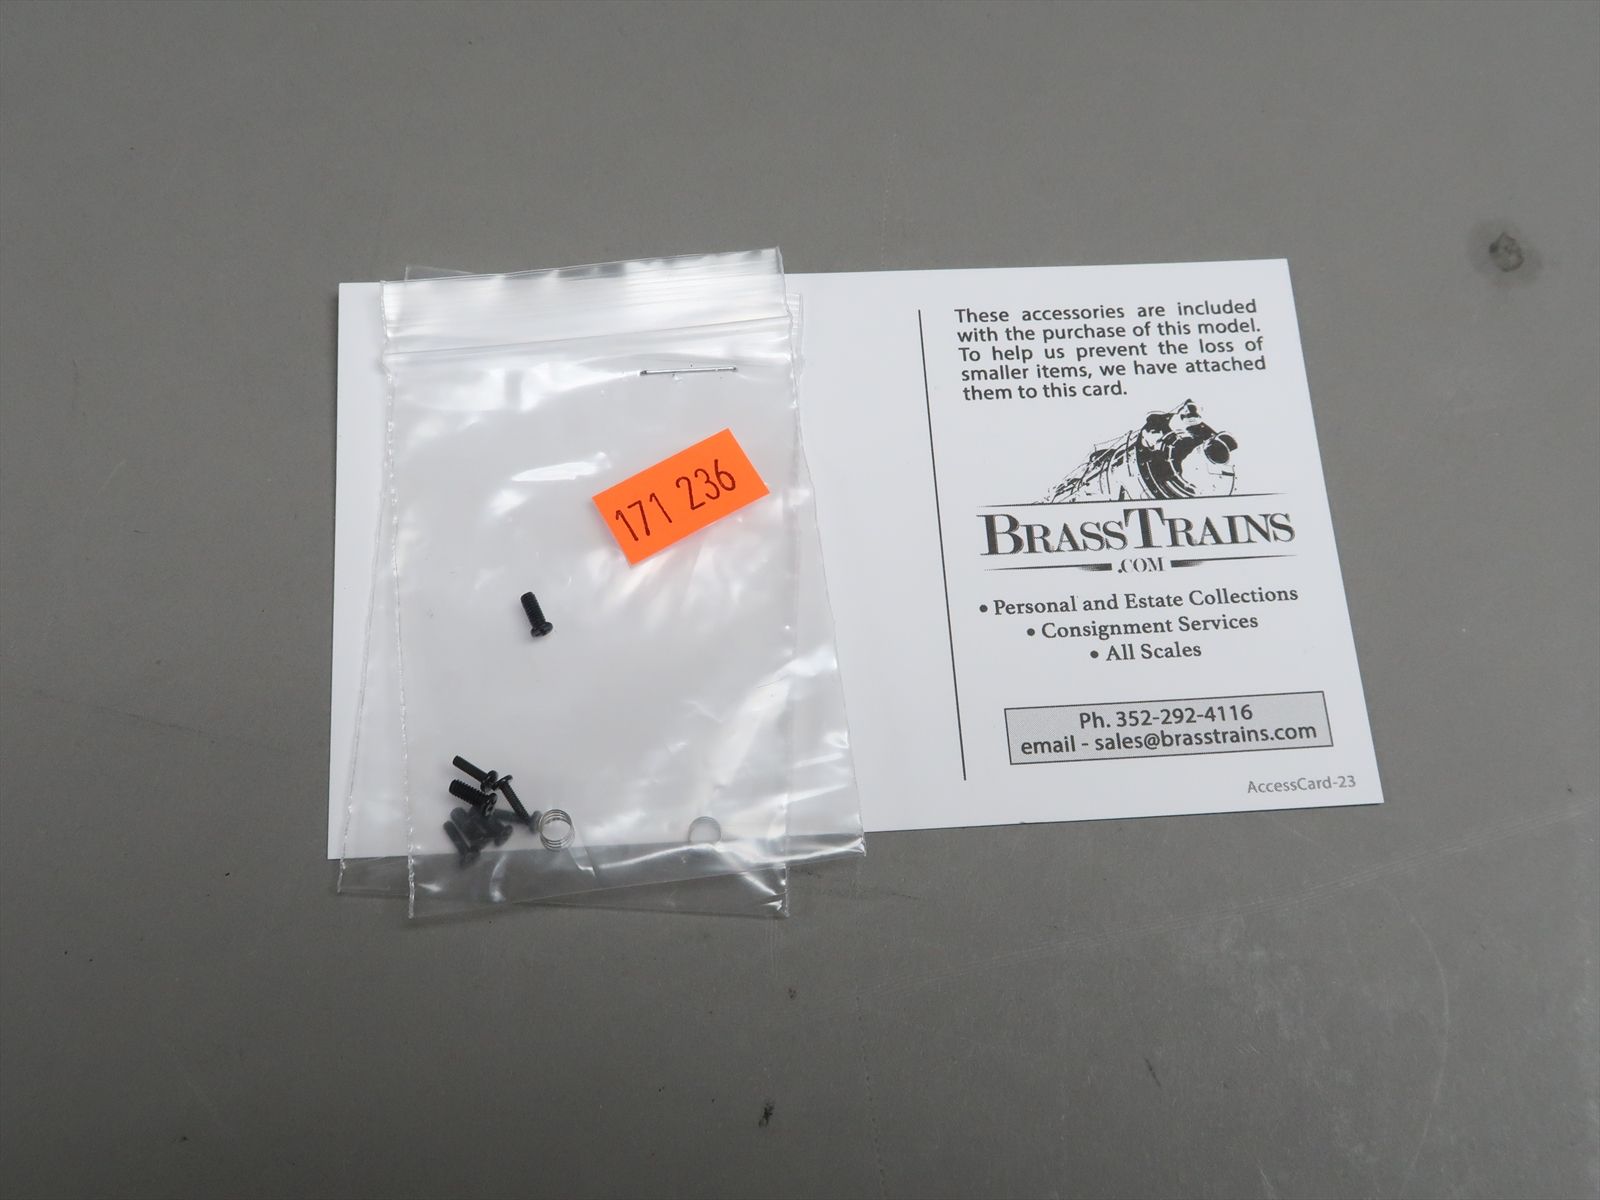 171 236
These accessories are included
with the purchase of this model.
To help us prevent the loss of
smaller items, we have attached
them to this card.
BRASSTRAINS
.COM
• Personal and Estate Collections
• Consignment Services
• All Scales
Ph. 352-292-4116
email - sales@brasstrains.com
AccessCard-23